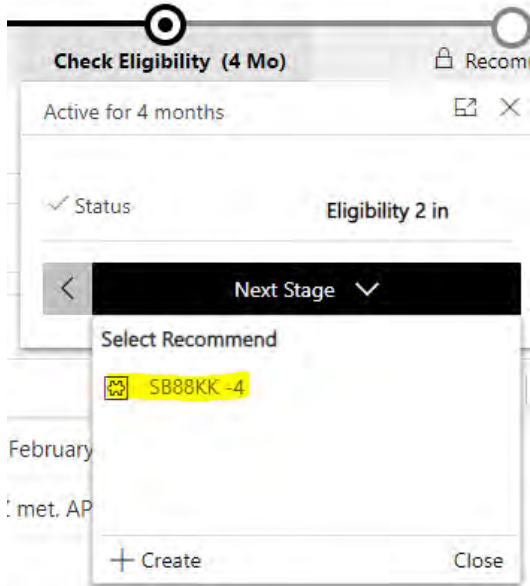 Check Eligibility (4 Mo)
Recom
Active for 4 months
Status
Eligibility 2 in
Next Stage
Select Recommend
SB88KK -4
February
met. AP
Create
Close